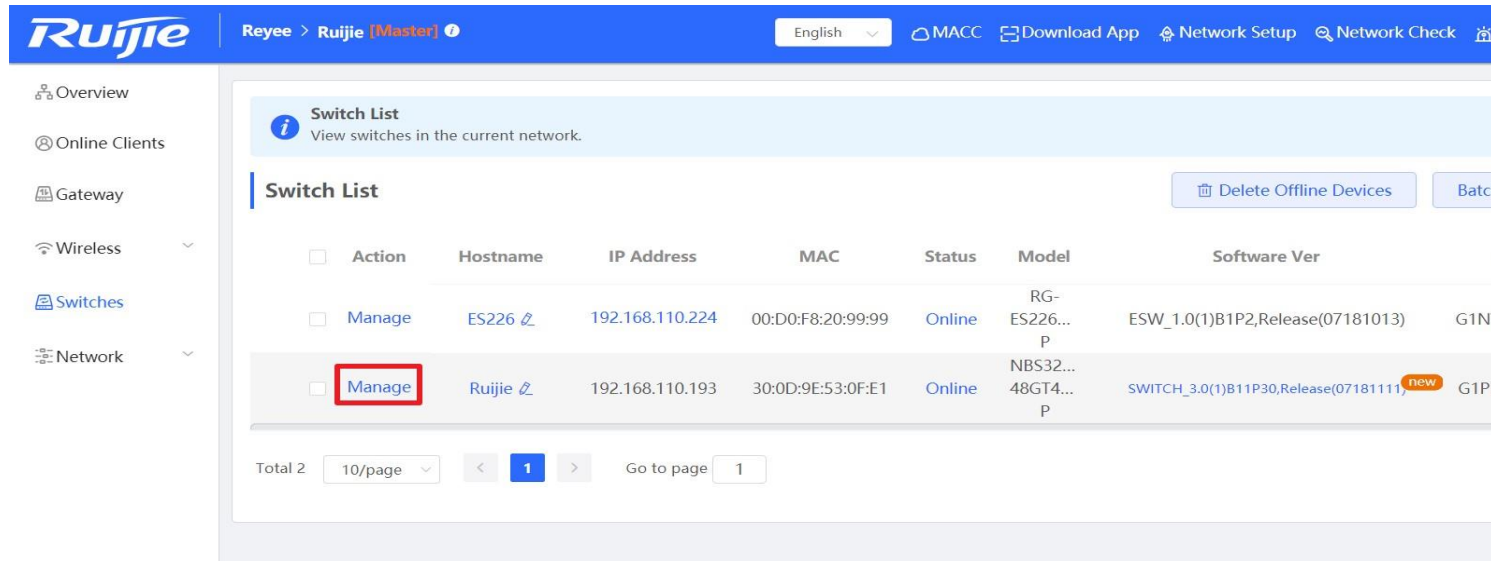 Ruijie
Reyee > Ruijie [Master]
English
MACC
Download App
Network Setup
Network Check
Overview
Online Clients
Gateway
Wireless
Switches
Network
Switch List
View switches in the current network.
Switch List
Delete Offline Devices
Batc
Action Hostname IP Address MAC Status Model Software Ver
Manage ES226 192.168.110.224 00:D0:F8:20:99:99 Online RG-
ES226...
P ESW_1.0(1)B1P2,Release(07181013) G1N
Manage Ruijie 192.168.110.193 30:0D:9E:53:0F:E1 Online NBS32...
48GT4...
P SWITCH_3.0(1)B11P30,Release(07181111) new G1P
Total 2 10/page < 1 > Go to page 1